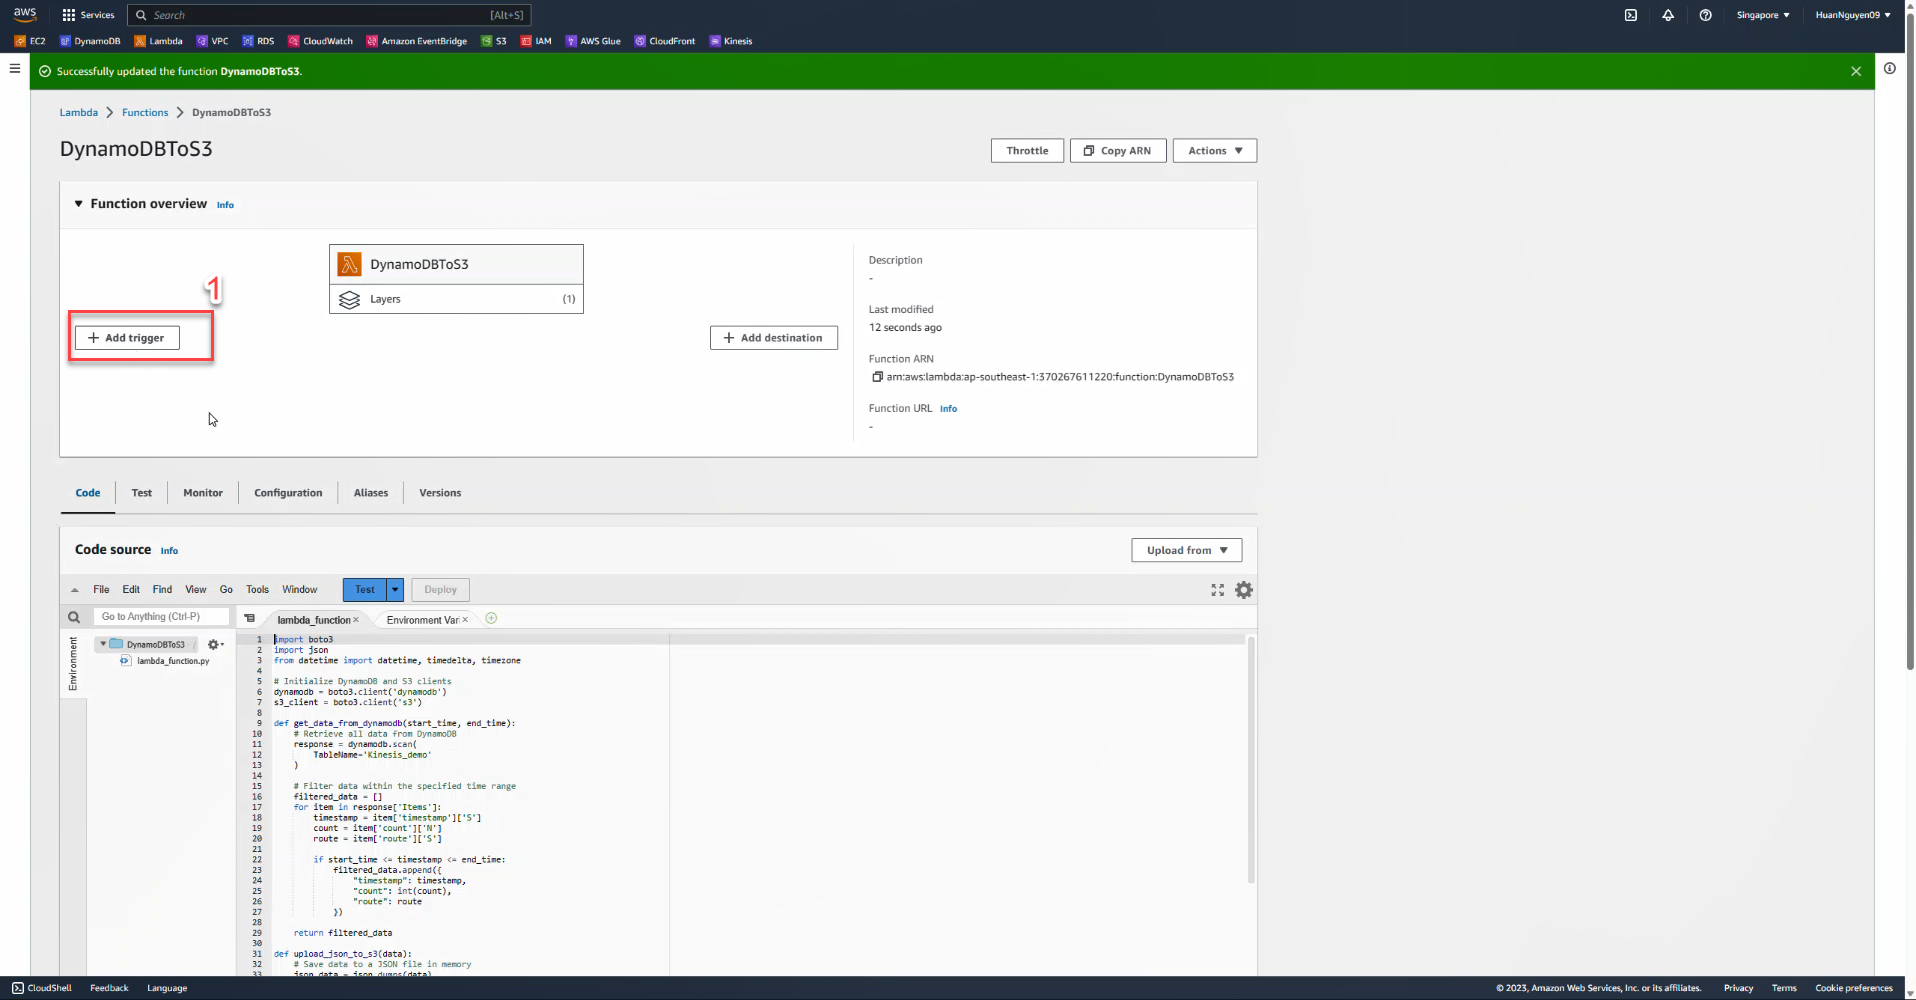 aws Services Search [Alt+S] Singapore HuanNguyen09
EC2 DynamoDB Lambda VPC RDS CloudWatch Amazon EventBridge S3 IAM AWS Glue CloudFront Kinesis
Successfully updated the function DynamoDBToS3.
Lambda Functions DynamoDBToS3
DynamoDBToS3
Throttle Copy ARN Actions
Function overview Info
DynamoDBToS3
Layers (1)
1
+ Add trigger
+ Add destination
Description
-
Last modified
12 seconds ago
Function ARN
arn:aws:lambda:ap-southeast-1:370267611220:function:DynamoDBToS3
Function URL Info
-
Code Test Monitor Configuration Aliases Versions
Code source Info
Upload from
File Edit Find View Go Tools Window Test Deploy
Go to Anything (Ctrl-P)
lambda_function × Environment Vari ×
Environment
DynamoDBToS3 /
lambda_function.py
1 import boto3
2 import json
3 from datetime import datetime, timedelta, timezone
4
5 # Initialize DynamoDB and S3 clients
6 dynamodb = boto3.client('dynamodb')
7 s3_client = boto3.client('s3')
8
9 def get_data_from_dynamodb(start_time, end_time):
10 # Retrieve all data from DynamoDB
11 response = dynamodb.scan(
12 TableName='Kinesis_demo'
13 )
14
15 # Filter data within the specified time range
16 filtered_data = []
17 for item in response['Items']:
18 timestamp = item['timestamp']['S']
19 count = item['count']['N']
20 route = item['route']['S']
21
22 if start_time <= timestamp <= end_time:
23 filtered_data.append({
24 "timestamp": timestamp,
25 "count": int(count),
26 "route": route
27 })
28
29 return filtered_data
30
31 def upload_json_to_s3(data):
32 # Save data to a JSON file in memory
33 json_data = json.dumps(data)
CloudShell Feedback Language © 2023, Amazon Web Services, Inc. or its affiliates. Privacy Terms Cookie preferences